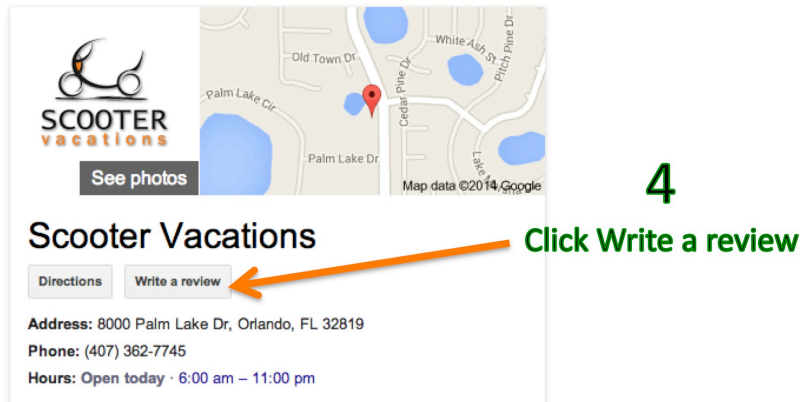 SCOOTER
vacations
See photos
Old Town Dr
White Ash St
Pitch Pine Dr
Palm Lake Cir
Cedar Pine Dr
Palm Lake Dr
Map data ©2014 Google
Scooter Vacations
Directions
Write a review
Address: 8000 Palm Lake Dr, Orlando, FL 32819
Phone: (407) 362-7745
Hours: Open today · 6:00 am – 11:00 pm
4
Click Write a review